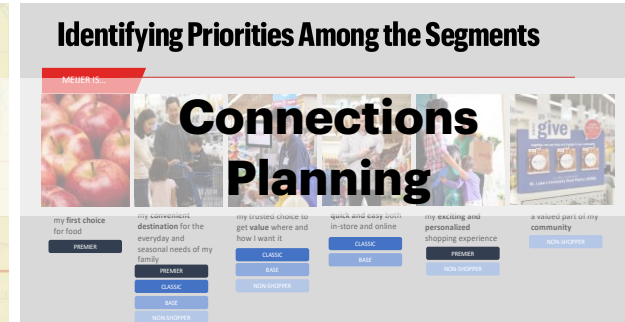 Identifying Priorities Among the Segments
MEIJER IS...
Connections
Planning
give
my first choice
for food
PREMIER
my convenient
destination for the
everyday and
seasonal needs of my
family
PREMIER
CLASSIC
BASE
NON-SHOPPER
my trusted choice to
get value where and
how I want it
CLASSIC
BASE
NON-SHOPPER
quick and easy both
in-store and online
CLASSIC
BASE
my exciting and
personalized
shopping experience
PREMIER
NON-SHOPPER
a valued part of my
community
NON-SHOPPER